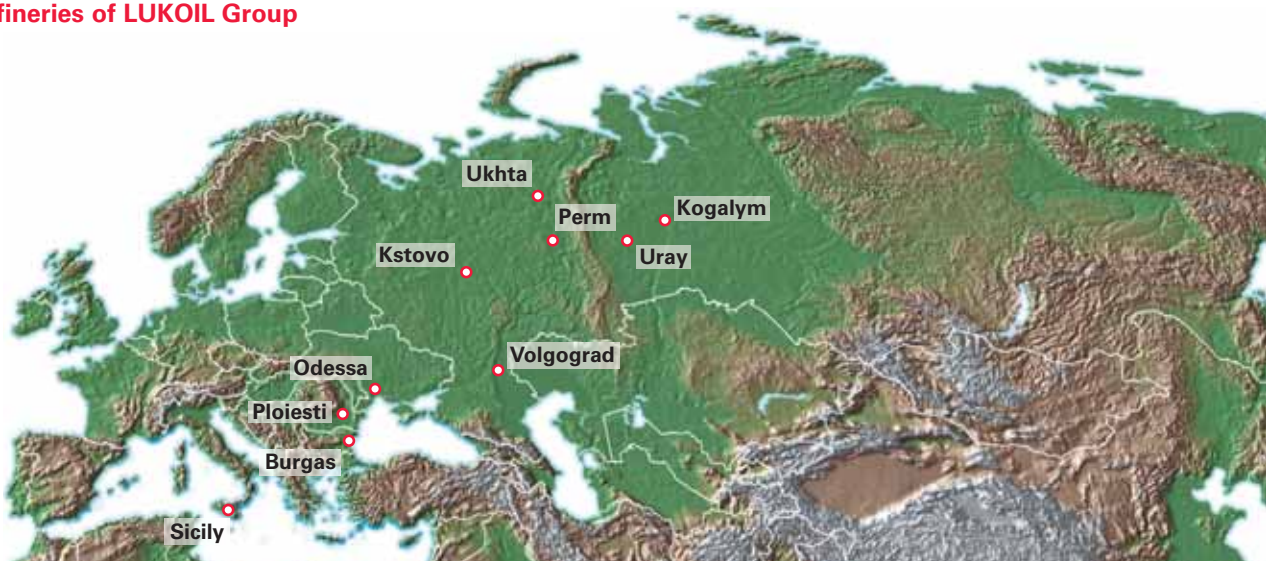 fineries of LUKOIL Group
Ukhta
Kogalym
Perm
Kstovo
Uray
Volgograd
Odessa
Ploiesti
Burgas
Sicily